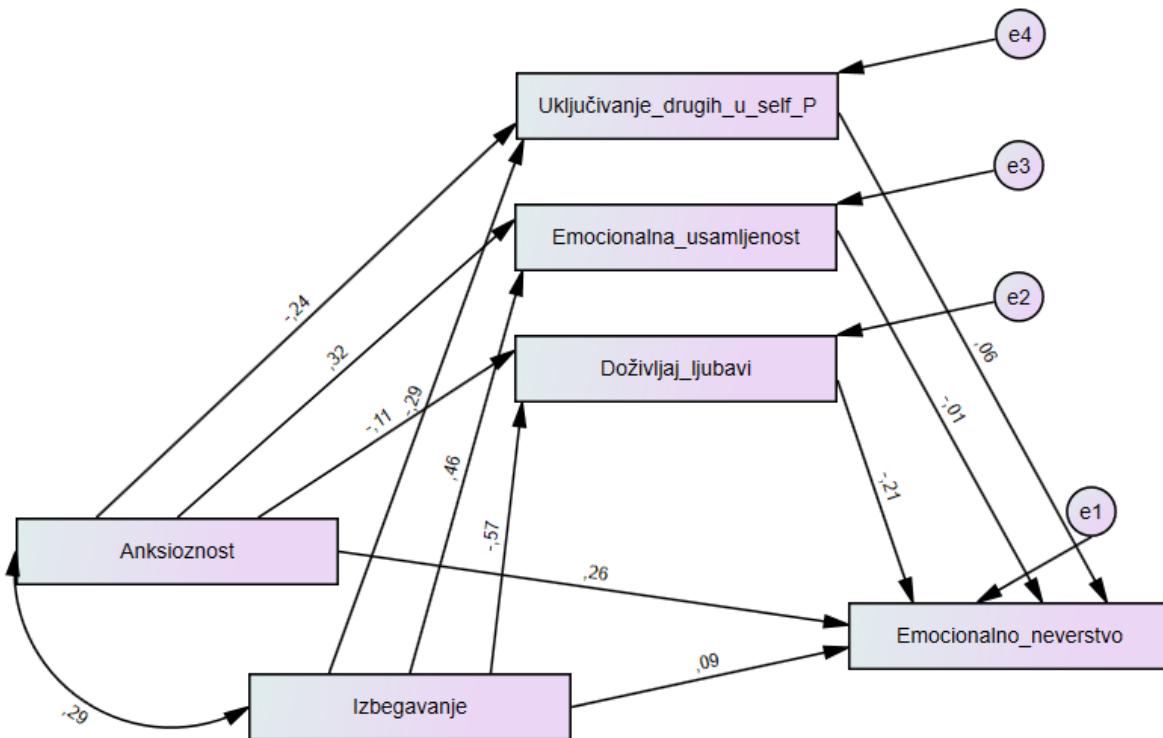 e4
Uključivanje_drugih_u_self_P
e3
Emocionalna_usamljenost
e2
Doživljaj_ljubavi
-,24
,32
-,11
-,29
,46
-,57
,06
-,01
-,21
e1
Anksioznost
,26
Emocionalno_neverstvo
,09
Izbegavanje
,29